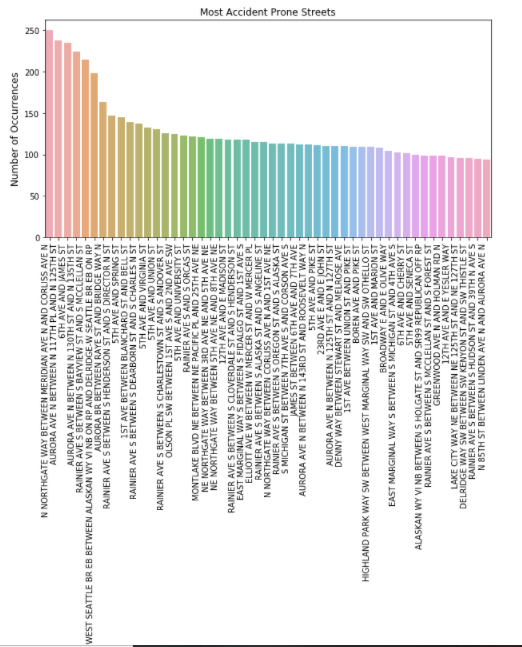 Most Accident Prone Streets
Number of Occurrences
250
200
150
100
50
0
N NORTHGATE WAY BETWEEN MERIDIAN AVE N AND CORLISS AVE N
AURORA AVE N BETWEEN N 117TH PL AND N 125TH ST
6TH AVE AND JAMES ST
AURORA AVE N BETWEEN N 130TH ST AND N 135TH ST
RAINIER AVE S BETWEEN S BAYVIEW ST AND S MCCLELLAN ST
WEST SEATTLE BR EB BETWEEN ALASKAN WY VI NB ON RP AND DELRIDGE-W SEATTLE BR EB ON RP
AURORA BR BETWEEN RAYE ST AND BRIDGE WAY N
RAINIER AVE S BETWEEN S HENDERSON ST AND S DIRECTOR N ST
5TH AVE AND SPRING ST
1ST AVE BETWEEN BLANCHARD ST AND BELL ST
RAINIER AVE S BETWEEN S DEARBORN ST AND S CHARLES N ST
5TH AVE AND VIRGINIA ST
5TH AVE AND UNION ST
RAINIER AVE S BETWEEN S CHARLESTOWN ST AND S ANDOVER ST
OLSON PL SW BETWEEN 1ST AVE S AND 2ND AVE SW
5TH AVE AND UNIVERSITY ST
RAINIER AVE S AND S DORCAS ST
MONTLAKE BLVD NE BETWEEN NE PACIFIC PL AND 25TH AVE NE
NE NORTHGATE WAY BETWEEN 3RD AVE NE AND 5TH AVE NE
NE NORTHGATE WAY BETWEEN 5TH AVE NE AND 8TH AVE NE
12TH AVE AND E MADISON ST
RAINIER AVE S BETWEEN S CLOVERDALE ST AND S HENDERSON ST
EAST MARGINAL WAY S BETWEEN S FIDALGO ST AND 1ST AVE S
ELLIOTT AVE W BETWEEN W MERCER ST AND W MERCER PL
RAINIER AVE S BETWEEN S ALASKA ST AND S ANGELINE ST
N NORTHGATE WAY BETWEEN CORLISS AVE N AND 1ST AVE NE
RAINIER AVE S BETWEEN S OREGON ST AND S ALASKA ST
S MICHIGAN ST BETWEEN AVE S AND CORSON AVE S
JAMES ST BETWEEN 6TH AVE AND 7TH AVE
AURORA AVE N BETWEEN N 143RD ST AND ROOSEVELT WAY N
5TH AVE AND PIKE ST
23RD AVE E AND E JOHN ST
AURORA AVE N BETWEEN N 125TH ST AND N 127TH ST
DENNY WAY BETWEEN STEWART ST AND MELROSE AVE
1ST AVE BETWEEN UNION ST AND PIKE ST
BOREN AVE AND PIKE ST
HIGHLAND PARK WAY SW BETWEEN WEST MARGINAL WAY SW AND SW OTHELLO ST
1ST AVE AND MARION ST
BROADWAY AND E OLIVE WAY
EAST MARGINAL WAY S BETWEEN S MICHIGAN ST AND AVE S
6TH AVE AND CHERRY ST
6TH AVE AND SENECA ST
ALASKAN WY VI NB BETWEEN S HOLGATE ST AND SR99 REPUBLICAN OFF RP
RAINIER AVE S BETWEEN S MCCLELLAN ST AND S FOREST ST
GREENWOOD AVE N AND HOLMAN RD N
12TH AVE AND E YESLER WAY
LAKE CITY WAY NE BETWEEN NE 125TH ST AND NE 127TH ST
DELRIDGE WAY SW BETWEEN SW KENYON ST AND SW THISTLE ST
RAINIER AVE S BETWEEN S HUDSON ST AND 39TH AVE S
N 85TH ST BETWEEN LINDEN AVE N AND AURORA AVE N